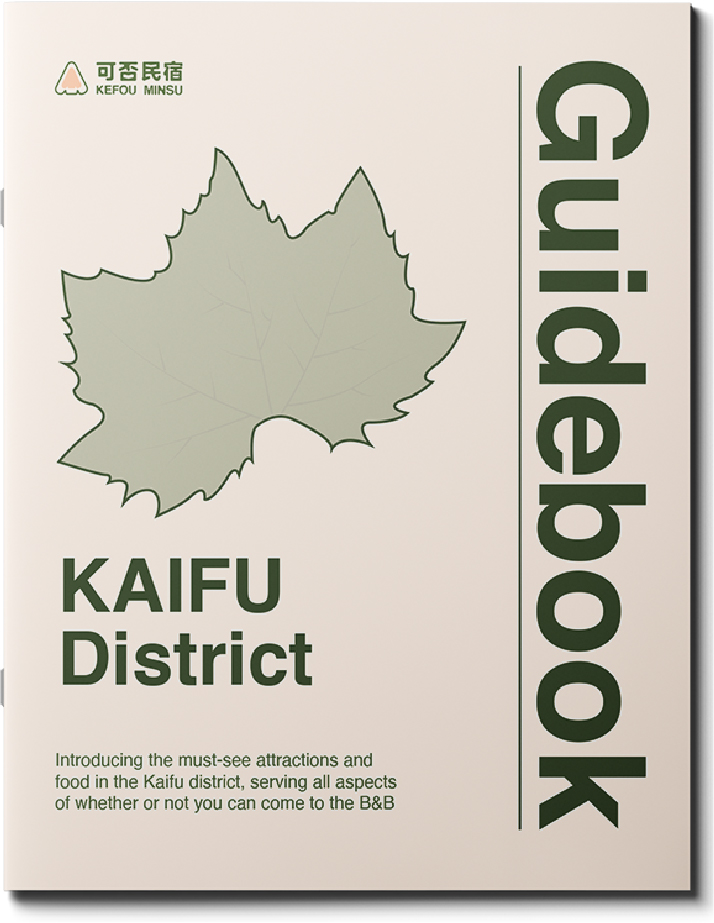 可否民宿
KEFOU MINSU
Guidebook
KAIFU
District
Introducing the must-see attractions and
food in the Kaifu district, serving all aspects
of whether or not you can come to the B&B